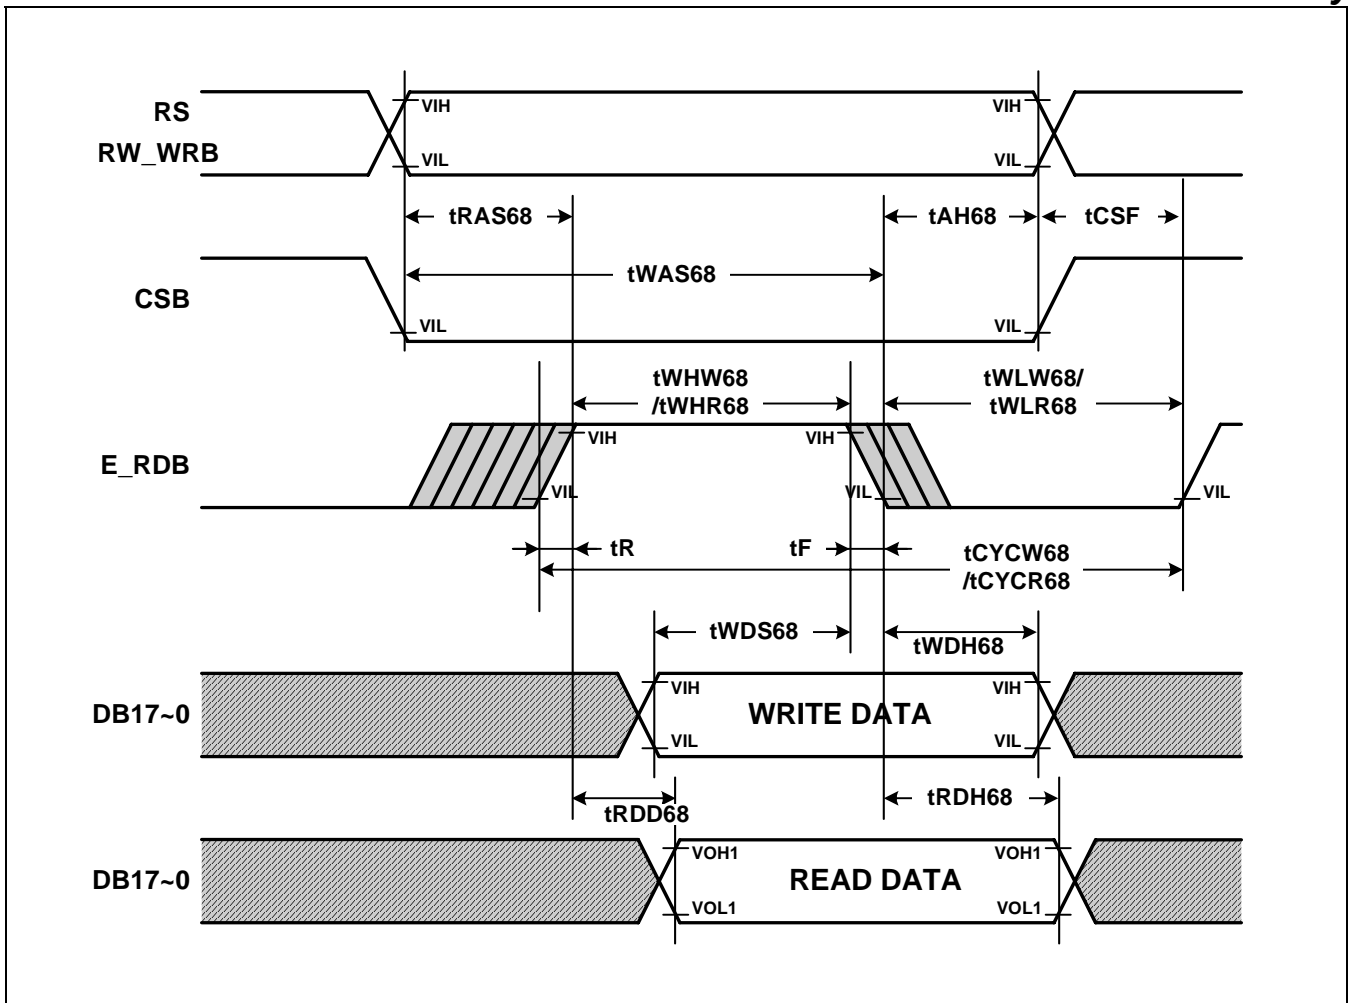 RS
VIH
VIH
RW_WRB
VIL
VIL
tRAS68
tAH68
tCSF
tWAS68
CSB
VIL
VIL
tWHW68
/tWHR68
tWLW68/
tWLR68
E_RDB
VIH
VIH
VIL
VIL
VIL
tR
tF
tCYCW68
/tCYCR68
tWDS68
tWDH68
DB17~0
VIH
VIH
WRITE DATA
VIL
VIL
tRDD68
tRDH68
DB17~0
VOH1
VOH1
READ DATA
VOL1
VOL1